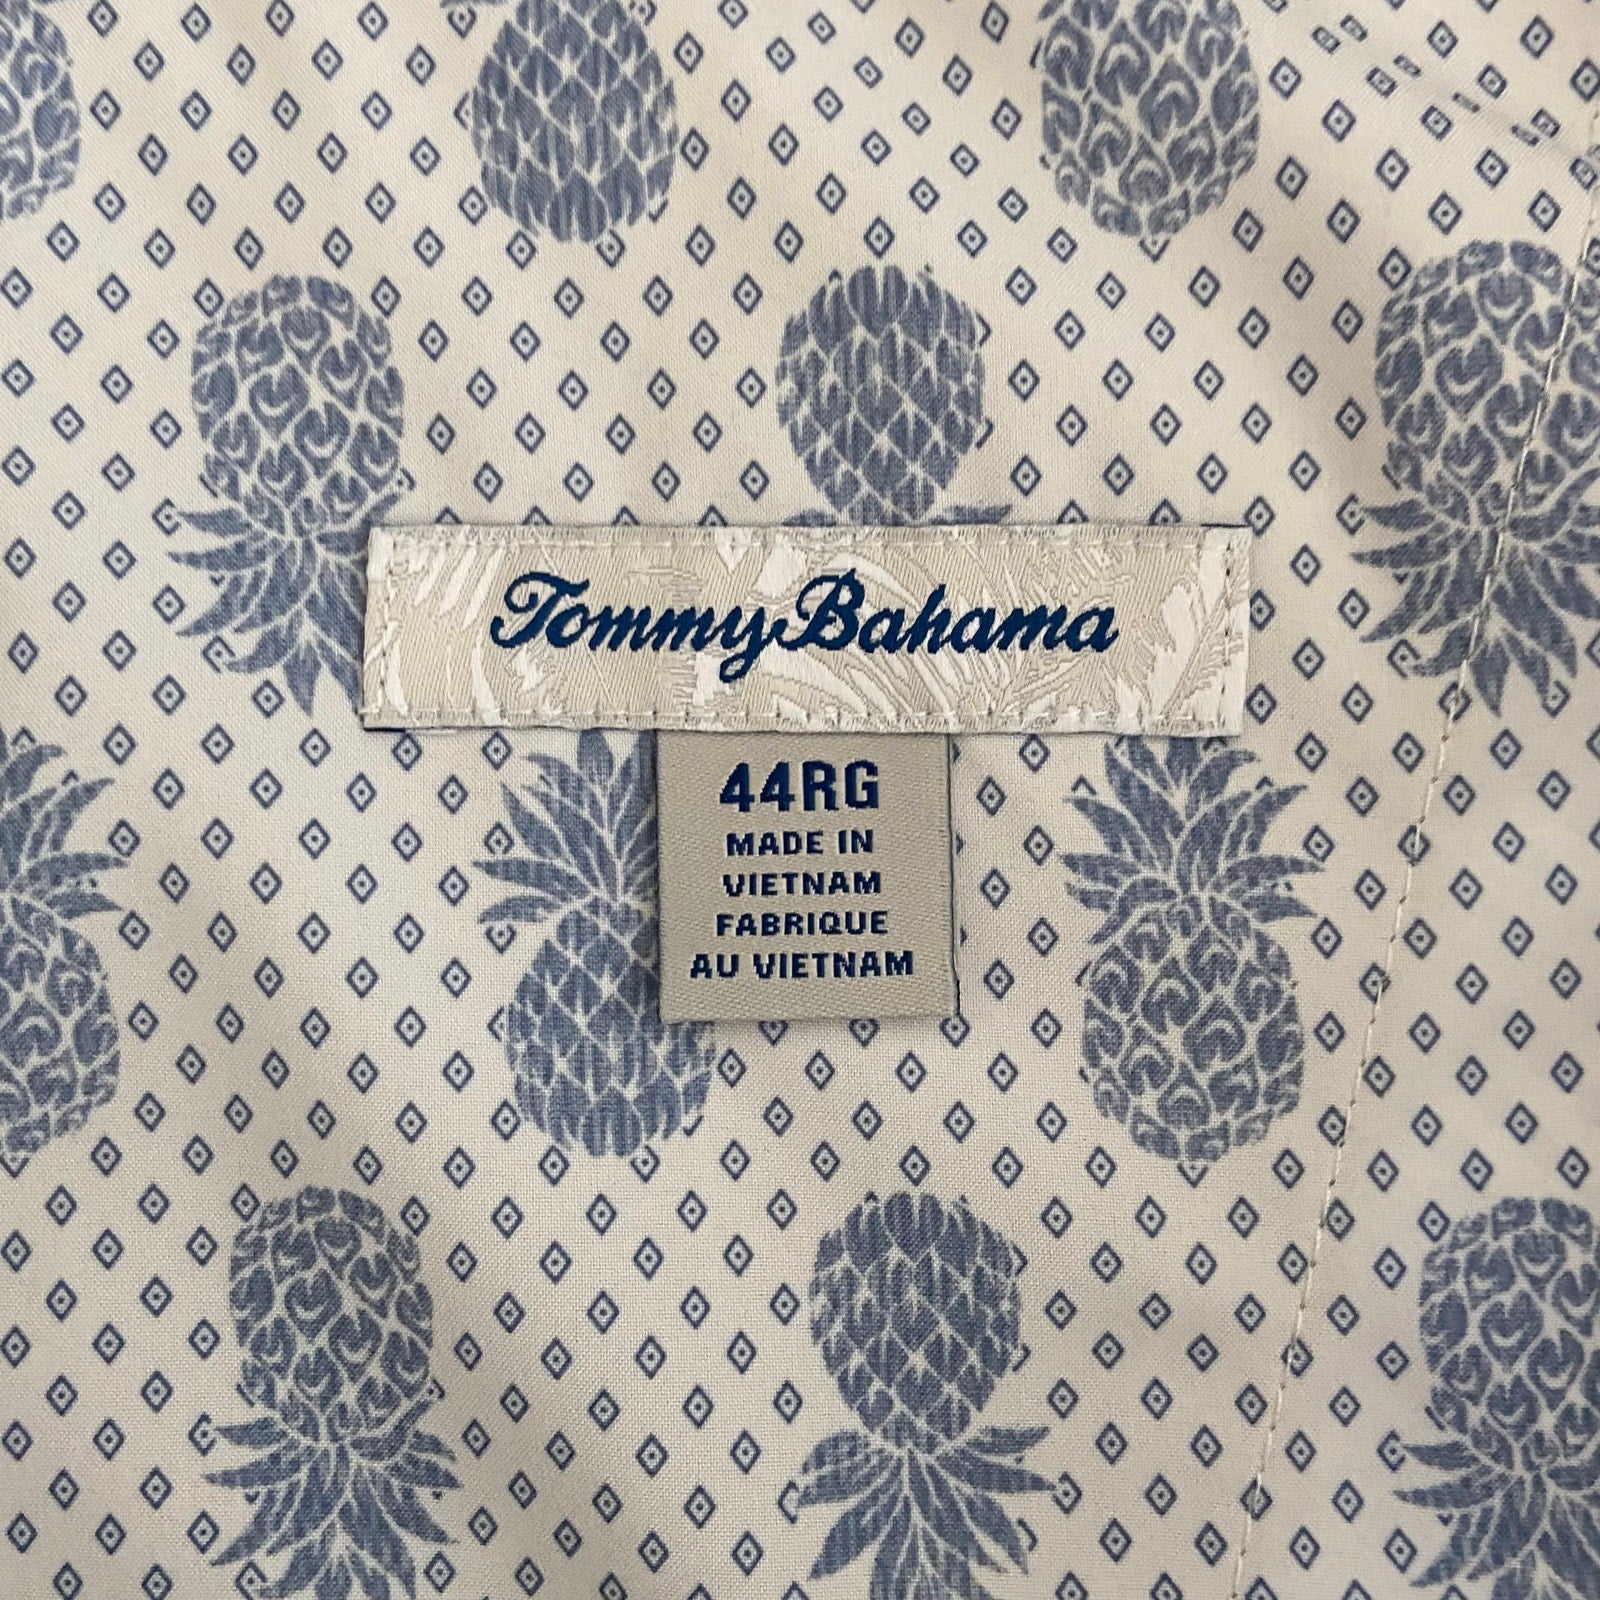 Tommy Bahama
44RG
MADE IN
VIETNAM
FABRIQUE
AU VIETNAM